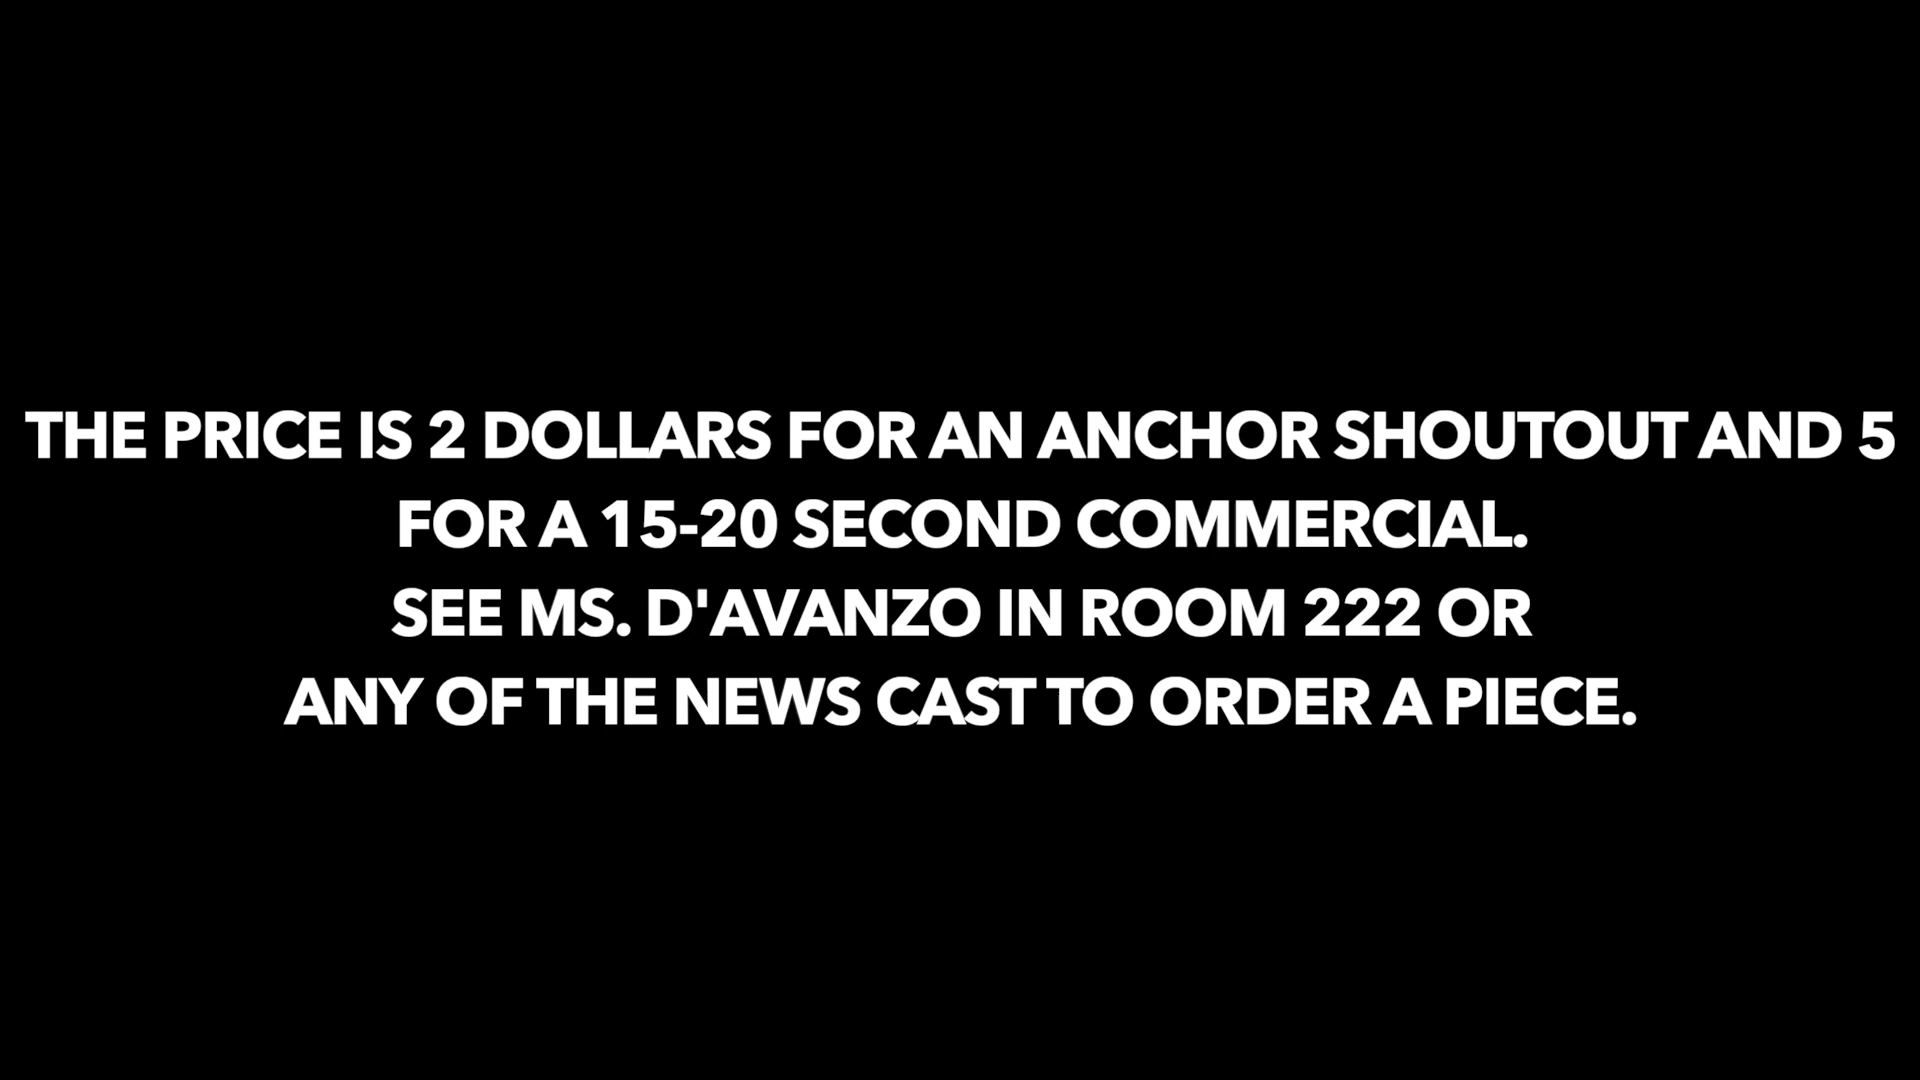 THE PRICE IS 2 DOLLARS FOR AN ANCHOR SHOUTOUT AND 5
FOR A 15-20 SECOND COMMERCIAL.
SEE MS. D'AVANZO IN ROOM 222 OR
ANY OF THE NEWS CAST TO ORDER A PIECE.